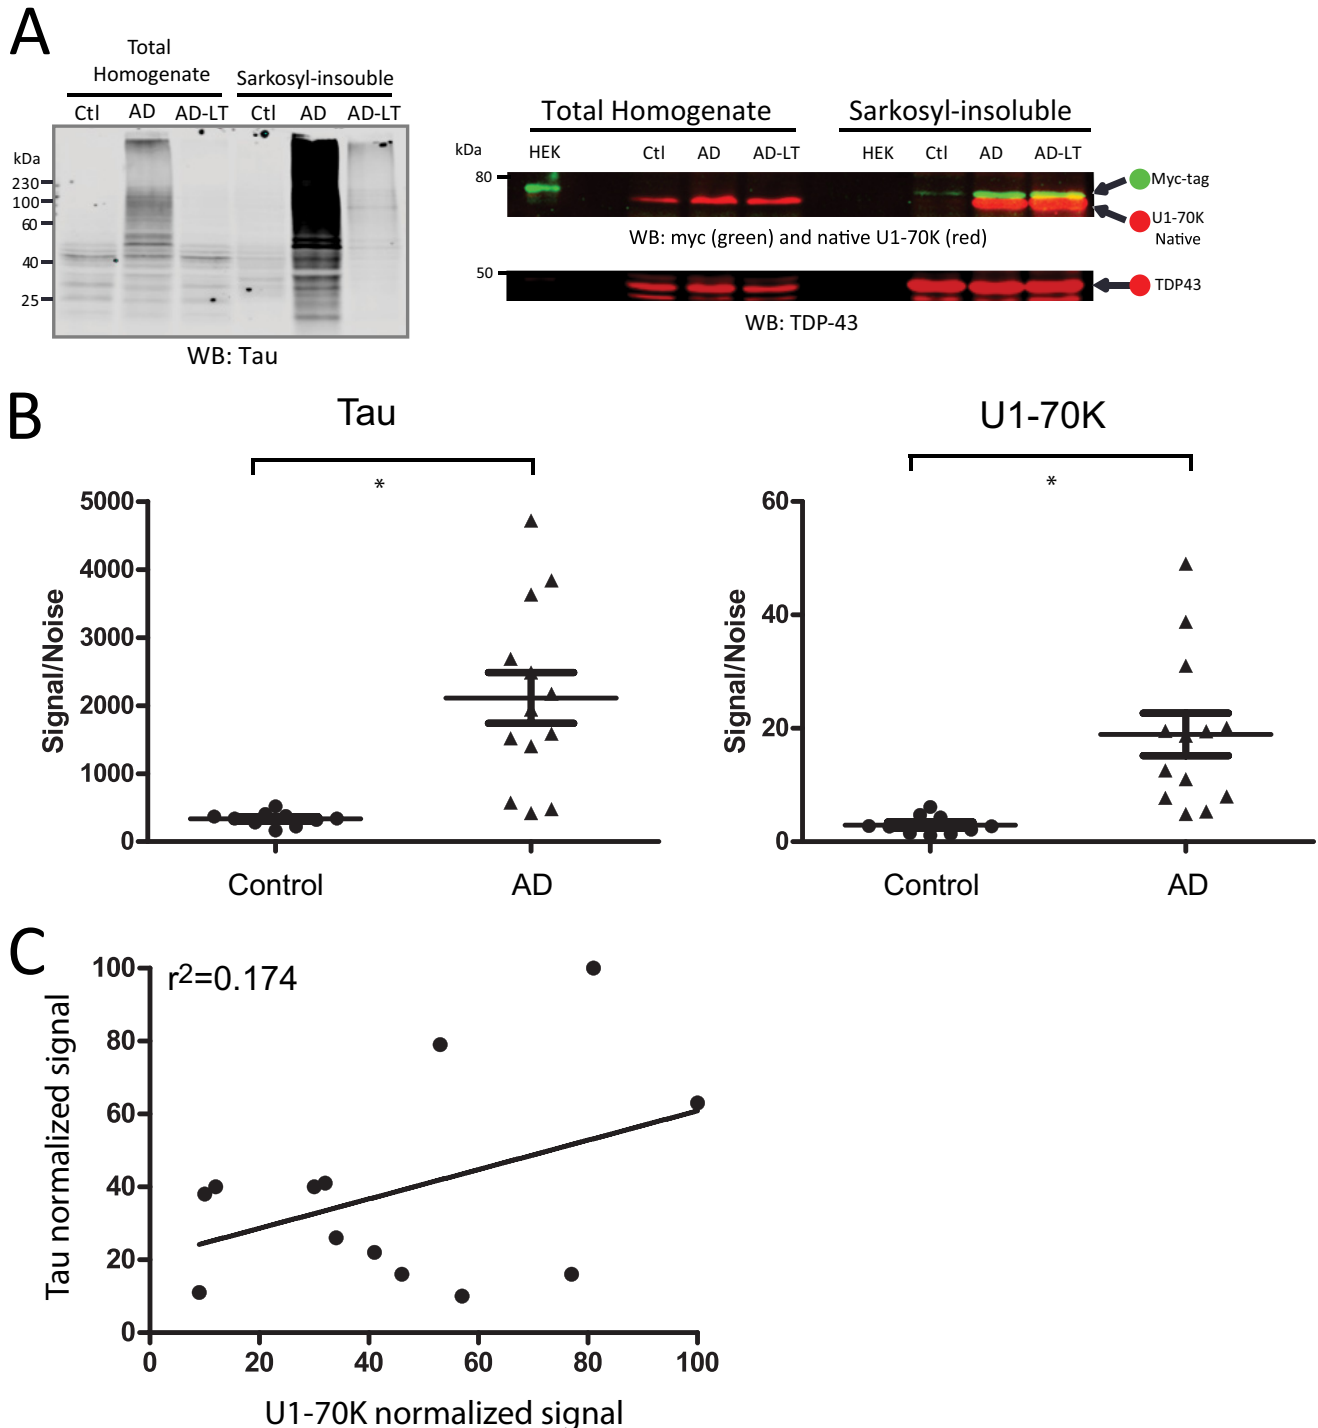 A
Total
Homogenate
Sarkosyl-insouble
Ctl AD AD-LT Ctl AD AD-LT
kDa
230
100
60
40
25
WB: Tau
Total Homogenate Sarkosyl-insoluble
kDa HEK Ctl AD AD-LT HEK Ctl AD AD-LT
80
Myc-tag
U1-70K
Native
WB: myc (green) and native U1-70K (red)
50
TDP43
WB: TDP-43
B
Tau
*
Signal/Noise
5000
4000
3000
2000
1000
0
Control AD
U1-70K
*
Signal/Noise
60
40
20
0
Control AD
C
r2=0.174
Tau normalized signal
100
80
60
40
20
0
0 20 40 60 80 100
U1-70K normalized signal